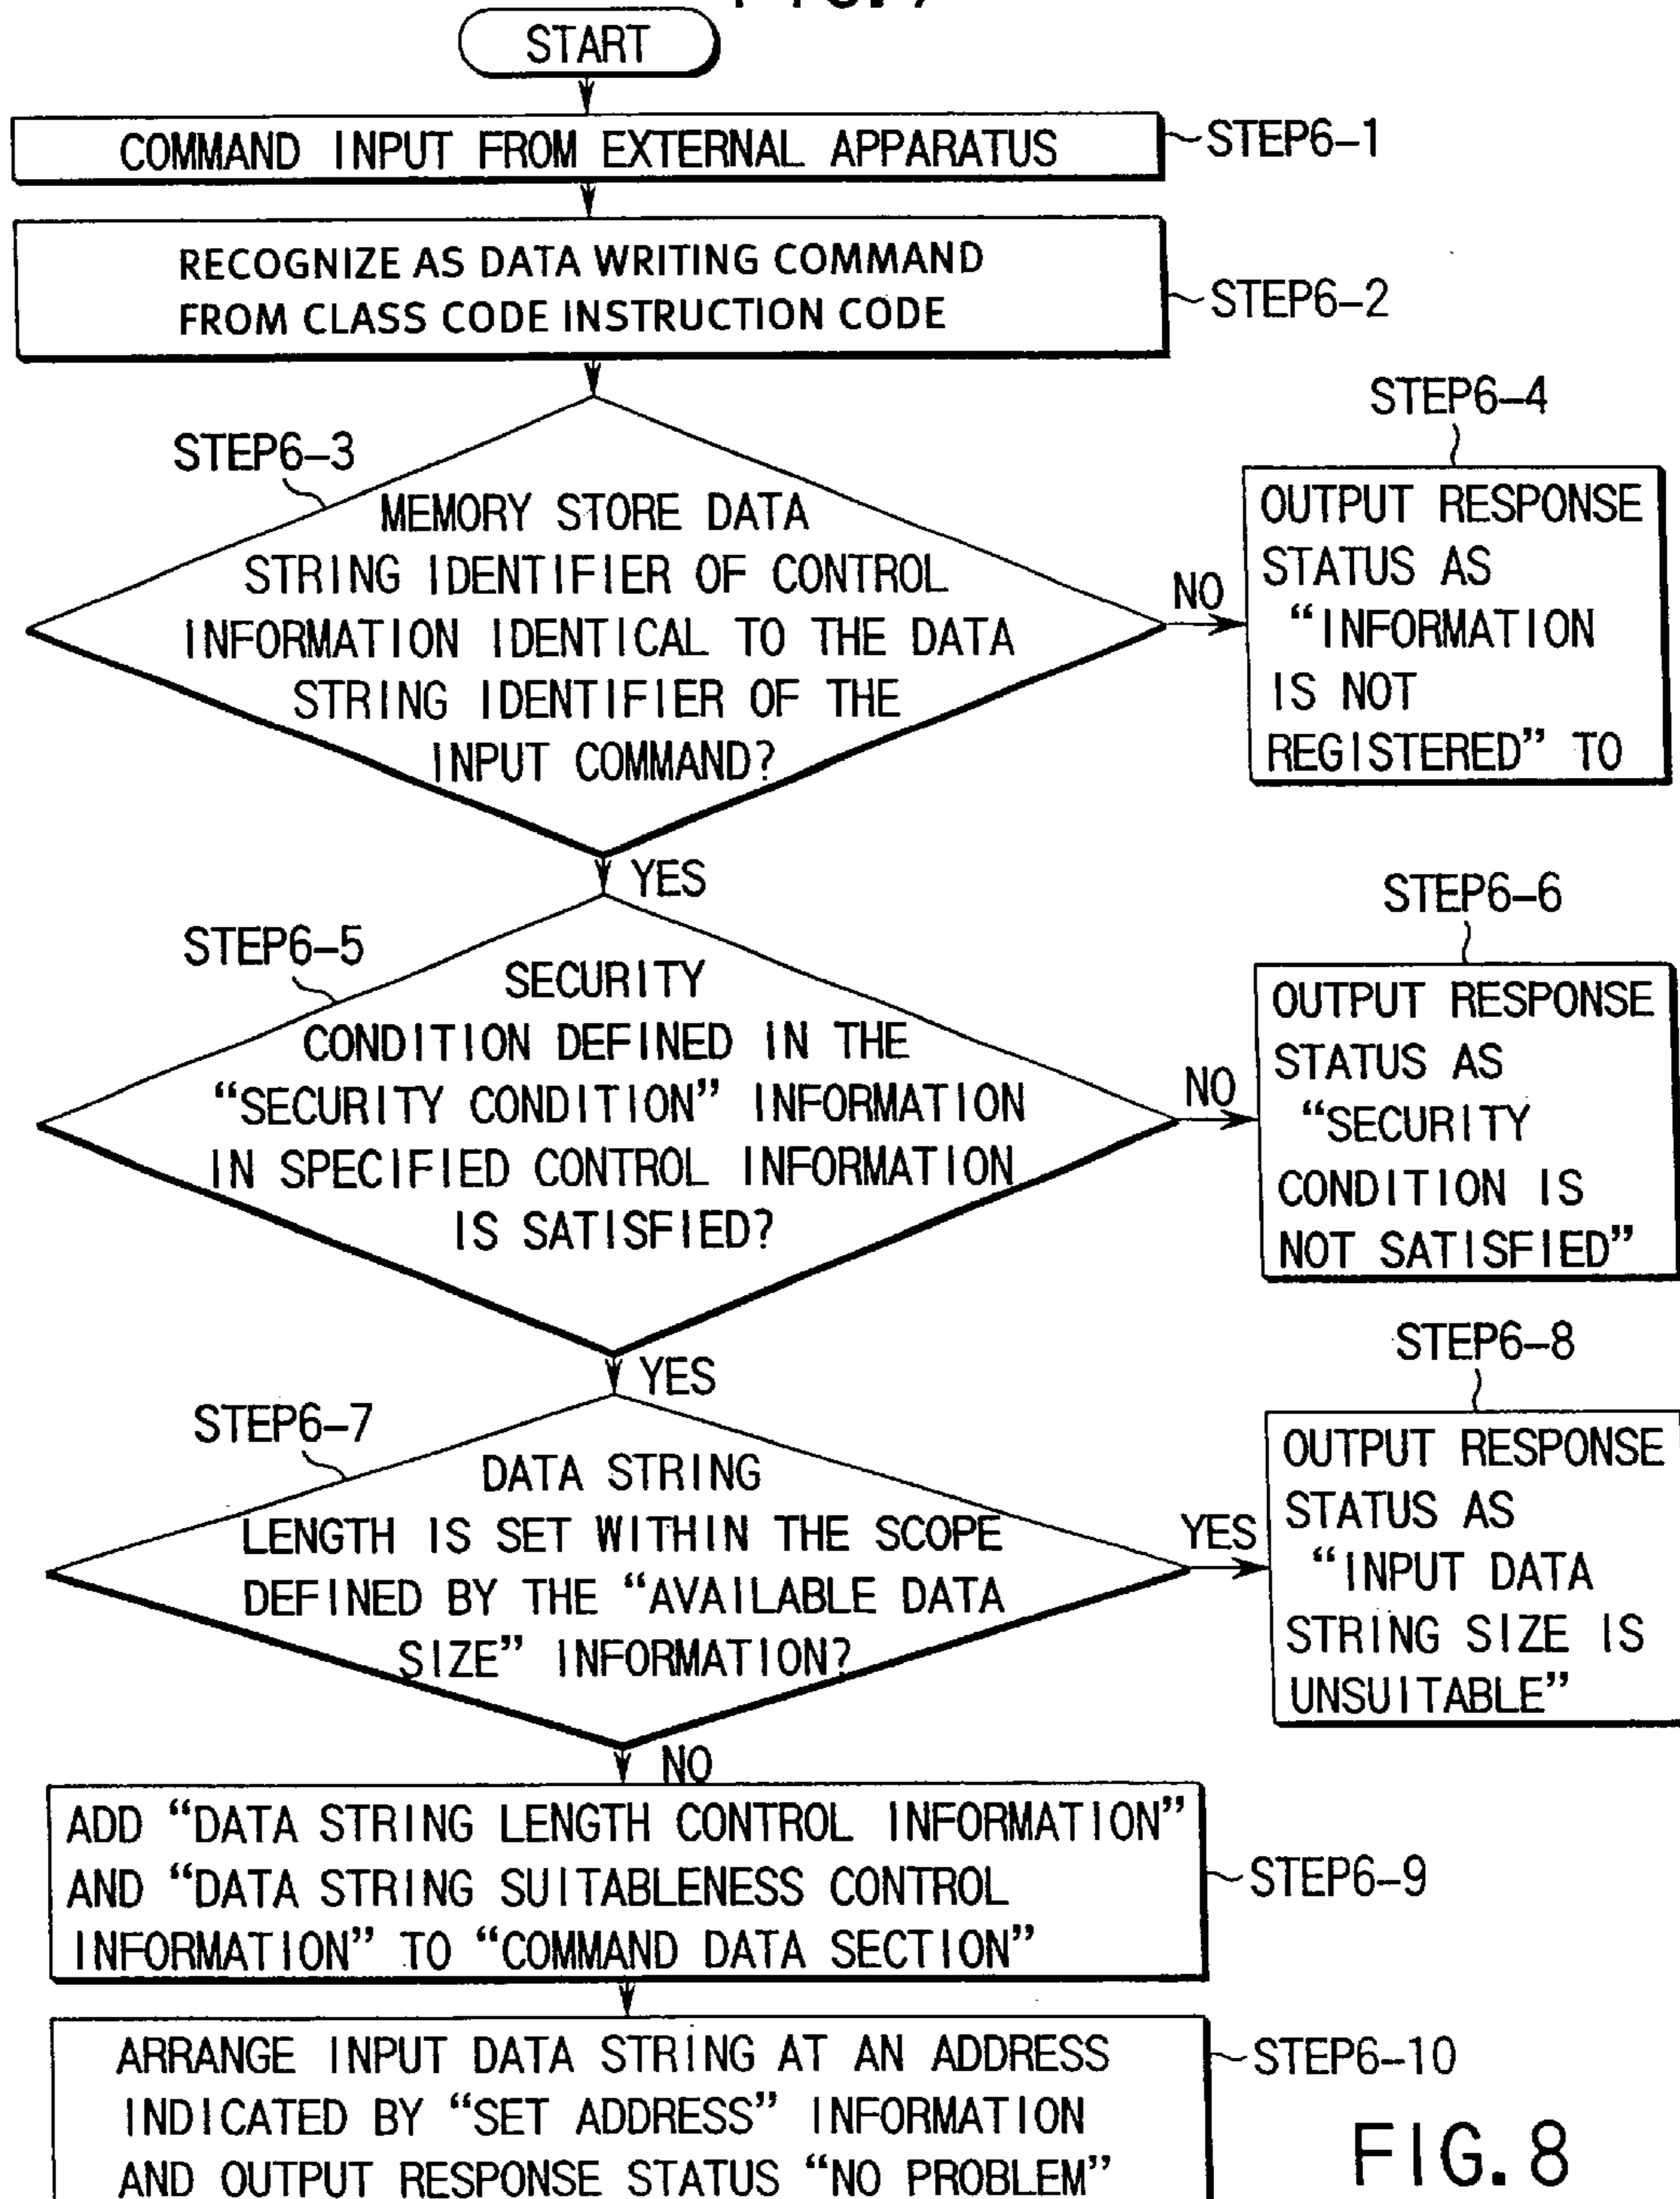 START
COMMAND INPUT FROM EXTERNAL APPARATUS
STEP6-1
RECOGNIZE AS DATA WRITING COMMAND
FROM CLASS CODE INSTRUCTION CODE
STEP6-2
STEP6-3
MEMORY STORE DATA
STRING IDENTIFIER OF CONTROL
INFORMATION IDENTICAL TO THE DATA
STRING IDENTIFIER OF THE
INPUT COMMAND?
NO
STEP6-4
OUTPUT RESPONSE
STATUS AS
“INFORMATION
IS NOT
REGISTERED” TO
YES
STEP6-5
SECURITY
CONDITION DEFINED IN THE
“SECURITY CONDITION” INFORMATION
IN SPECIFIED CONTROL INFORMATION
IS SATISFIED?
NO
STEP6-6
OUTPUT RESPONSE
STATUS AS
“SECURITY
CONDITION IS
NOT SATISFIED”
YES
STEP6-7
DATA STRING
LENGTH IS SET WITHIN THE SCOPE
DEFINED BY THE “AVAILABLE DATA
SIZE” INFORMATION?
YES
STEP6-8
OUTPUT RESPONSE
STATUS AS
“INPUT DATA
STRING SIZE IS
UNSUITABLE”
NO
ADD “DATA STRING LENGTH CONTROL INFORMATION”
AND “DATA STRING SUITABLENESS CONTROL
INFORMATION” TO “COMMAND DATA SECTION”
STEP6-9
ARRANGE INPUT DATA STRING AT AN ADDRESS
INDICATED BY “SET ADDRESS” INFORMATION
AND OUTPUT RESPONSE STATUS “NO PROBLEM”
STEP6-10
FIG. 8